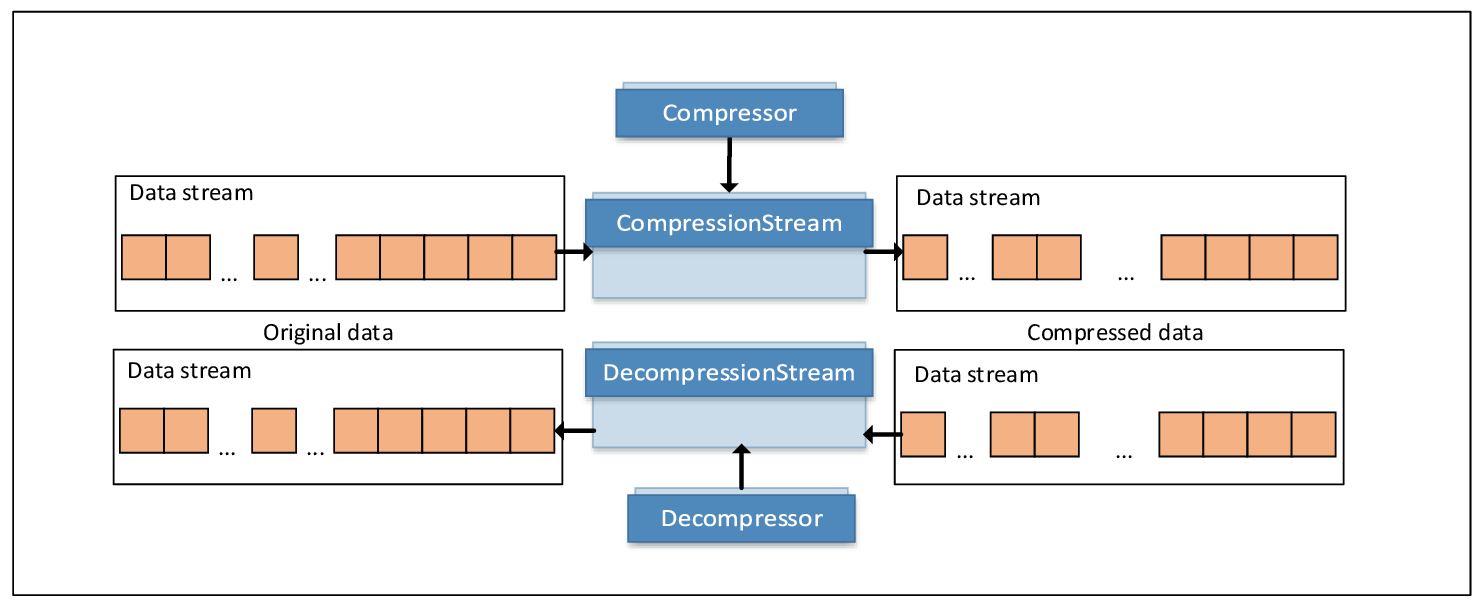 Compressor
Data stream
CompressionStream
Data stream
... ...
... ...
Original data
Compressed data
Data stream
DecompressionStream
Data stream
... ...
... ...
Decompressor